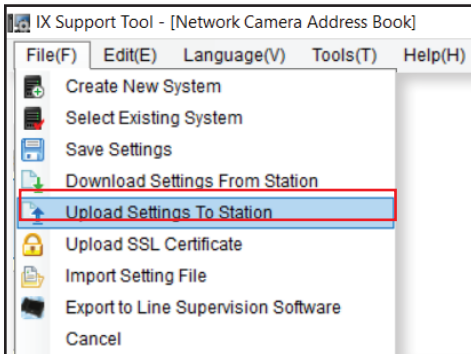 IX Support Tool - [Network Camera Address Book]
File(F) Edit(E) Language(V) Tools(T) Help(H)
Create New System
Select Existing System
Save Settings
Download Settings From Station
Upload Settings To Station
Upload SSL Certificate
Import Setting File
Export to Line Supervision Software
Cancel